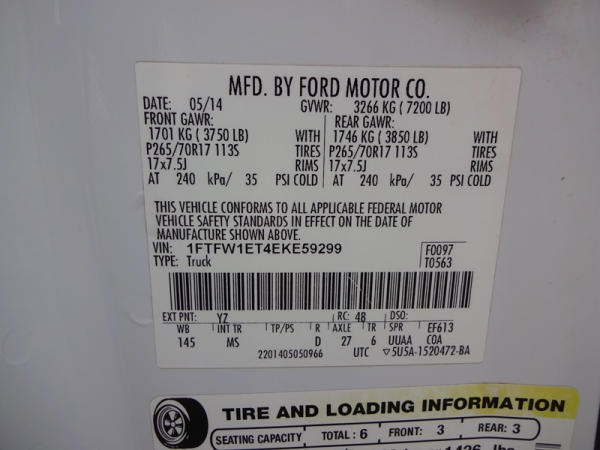 MFD. BY FORD MOTOR CO.
DATE: 05/14 GVWR: 3266 KG ( 7200 LB)
FRONT GAWR: REAR GAWR:
1701 KG ( 3750 LB) WITH 1746 KG ( 3850 LB) WITH
P265/70R17 113S TIRES P265/70R17 113S TIRES
17x7.5J RIMS 17x7.5J RIMS
AT 240 kPa/ 35 PSI COLD AT 240 kPa/ 35 PSI COLD
THIS VEHICLE CONFORMS TO ALL APPLICABLE FEDERAL MOTOR
VEHICLE SAFETY STANDARDS IN EFFECT ON THE DATE OF
MANUFACTURE SHOWN ABOVE.
VIN: 1FTFW1ET4EKE59299 F0097
TYPE: Truck T0563
EXT PNT: YZ RC: 48 DSO:
WB INT TR TP/PS R AXLE TR SPR EF613
145 MS D 27 6 UUAA COA
2201405050966 UTC ▽5U5A-1520472-BA
TIRE AND LOADING INFORMATION
SEATING CAPACITY TOTAL: 6 FRONT: 3 REAR: 3